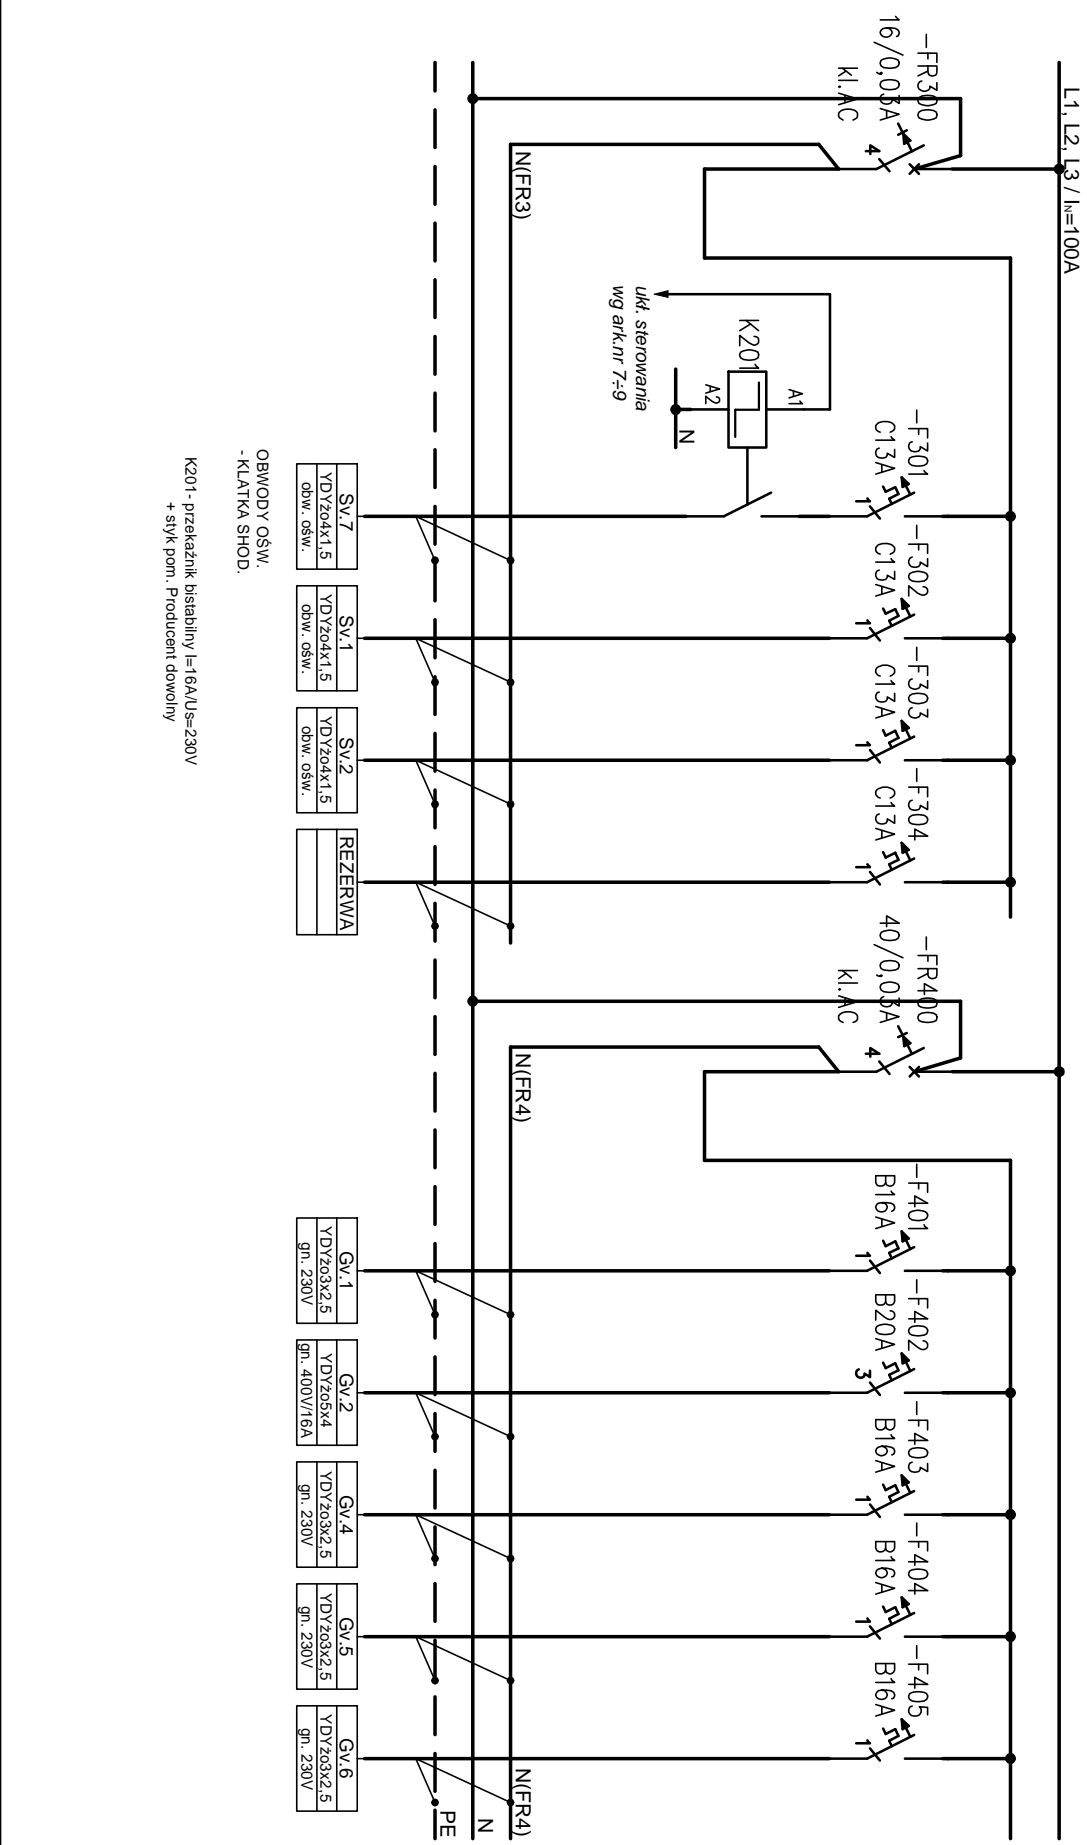 L1, L2, L3 / IN=100A
-FR300
16/0,03A
kl.AC
4
N(FR3)
ukł. sterowania
wg ark.nr 7÷9
K201
A1
A2
N
-F301
C13A
1
-F302
C13A
1
-F303
C13A
1
-F304
C13A
1
-FR400
40/0,03A
kl.AC
4
N(FR4)
-F401
B16A
1
-F402
B20A
3
-F403
B16A
1
-F404
B16A
1
-F405
B16A
1
N(FR4)
N
PE
Sv.7
YDYżo4x1,5
obw. ośw.
Sv.1
YDYżo4x1,5
obw. ośw.
Sv.2
YDYżo4x1,5
obw. ośw.
REZERWA
Gv.1
YDYżo3x2,5
gn. 230V
Gv.2
YDYżo5x4
gn. 400V/16A
Gv.4
YDYżo3x2,5
gn. 230V
Gv.5
YDYżo3x2,5
gn. 230V
Gv.6
YDYżo3x2,5
gn. 230V
OBWODY OŚW.
- KLATKA SHOD.
K201- przekaźnik bistabilny I=16A/Us=230V
+ styk pom. Producent dowolny